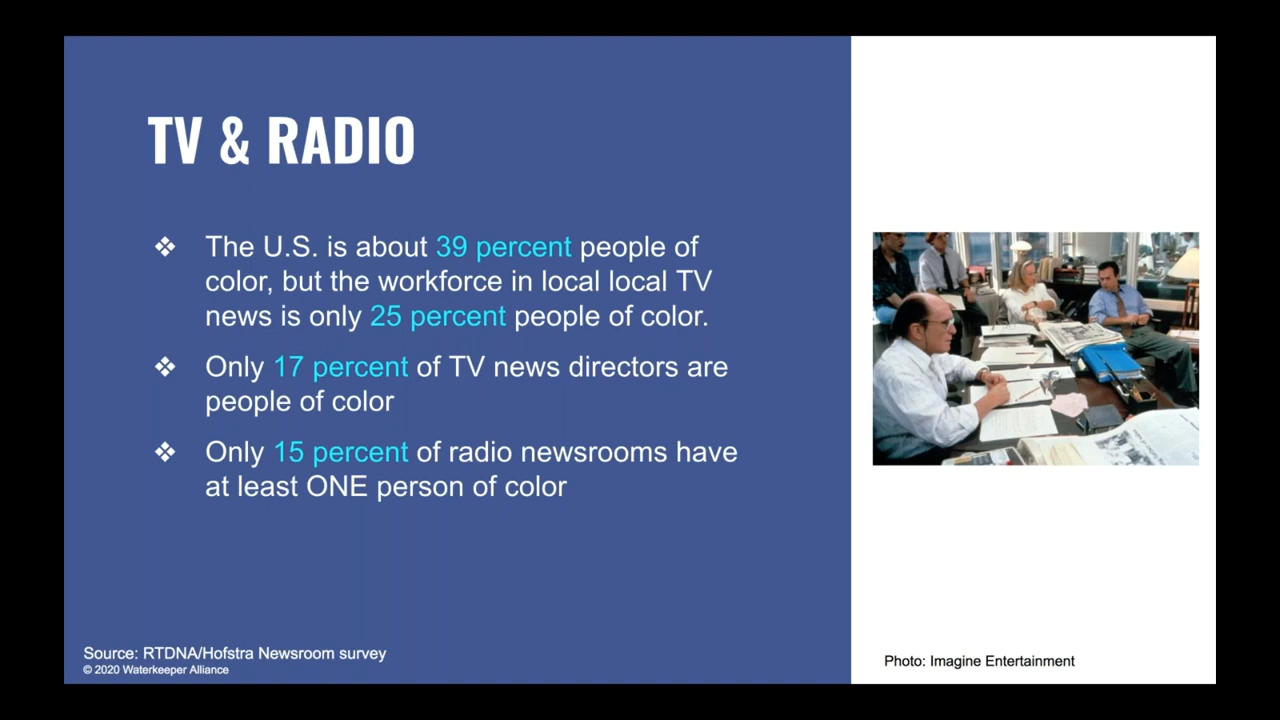 TV & RADIO
❖ The U.S. is about 39 percent people of
color, but the workforce in local local TV
news is only 25 percent people of color.
❖ Only 17 percent of TV news directors are
people of color
❖ Only 15 percent of radio newsrooms have
at least ONE person of color
Source: RTDNA/Hofstra Newsroom survey
© 2020 Waterkeeper Alliance
Photo: Imagine Entertainment